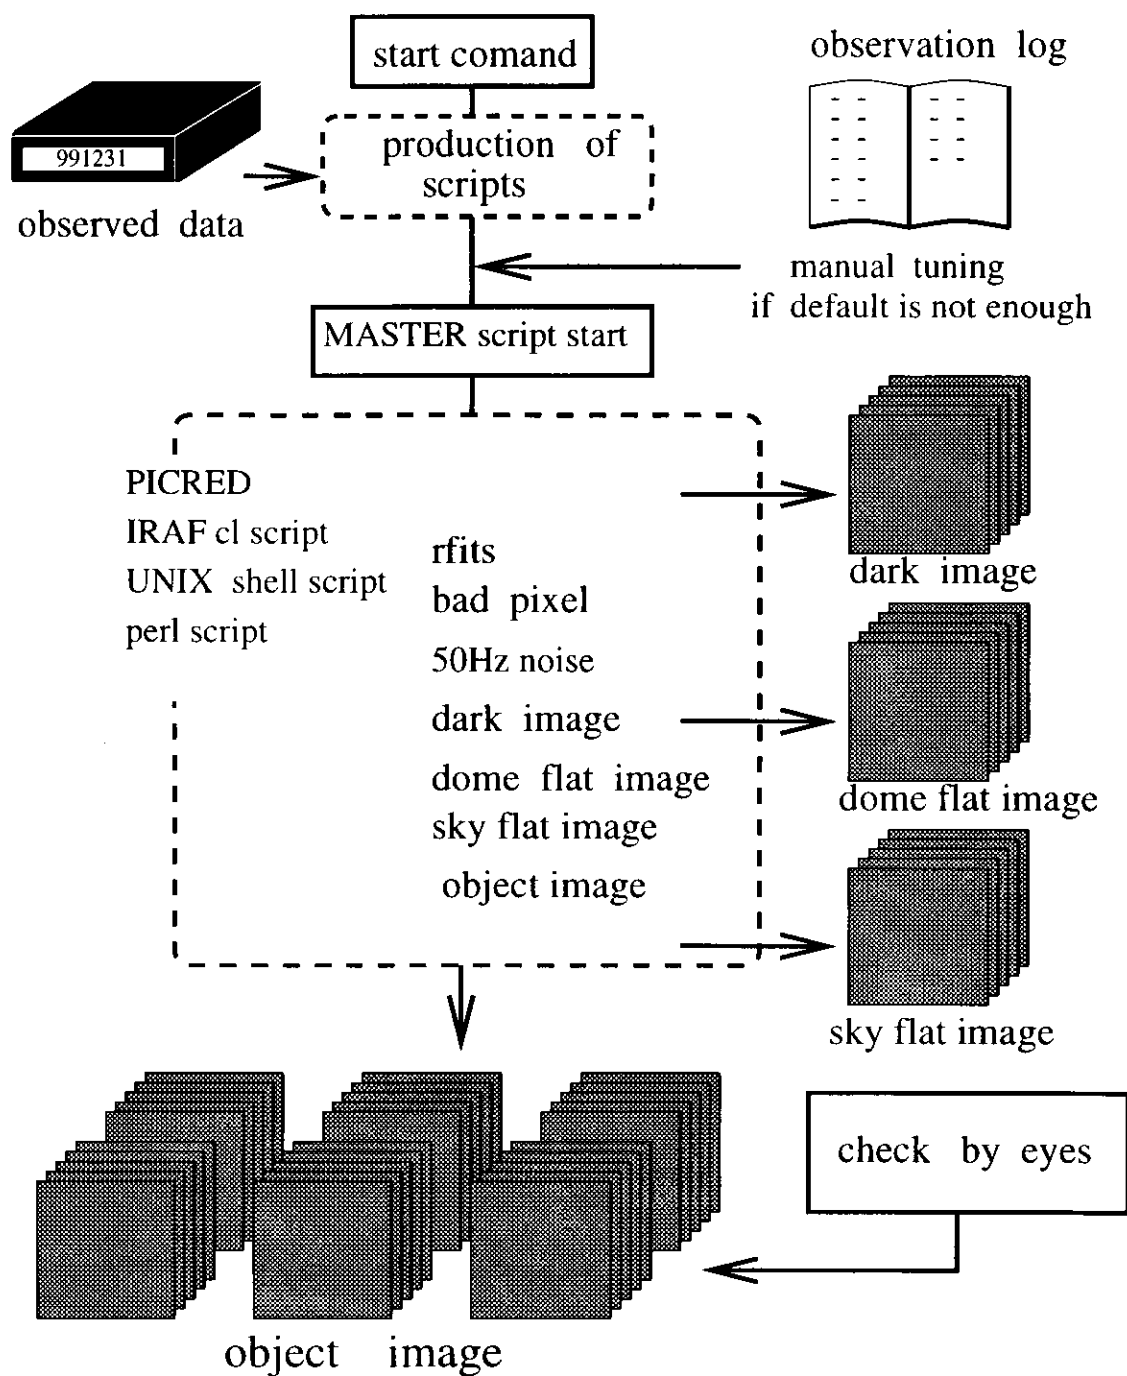 start comand
observation log
991231
production of
scripts
observed data
manual tuning
if default is not enough
MASTER script start
PICRED
IRAF cl script
UNIX shell script
perl script
rfits
bad pixel
50Hz noise
dark image
dome flat image
sky flat image
object image
dark image
dome flat image
sky flat image
check by eyes
object image